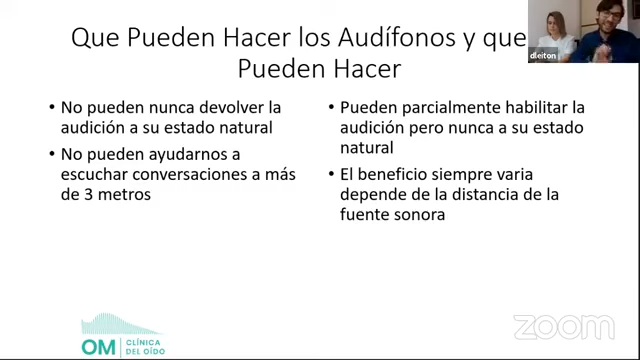 Que Pueden Hacer los Audífonos y que
Pueden Hacer
• No pueden nunca devolver la
audición a su estado natural
• No pueden ayudarnos a
escuchar conversaciones a más
de 3 metros
• Pueden parcialmente habilitar la
audición pero nunca a su estado
natural
• El beneficio siempre varia
depende de la distancia de la
fuente sonora
dleiton
OM CLÍNICA
DEL OÍDO
zoom